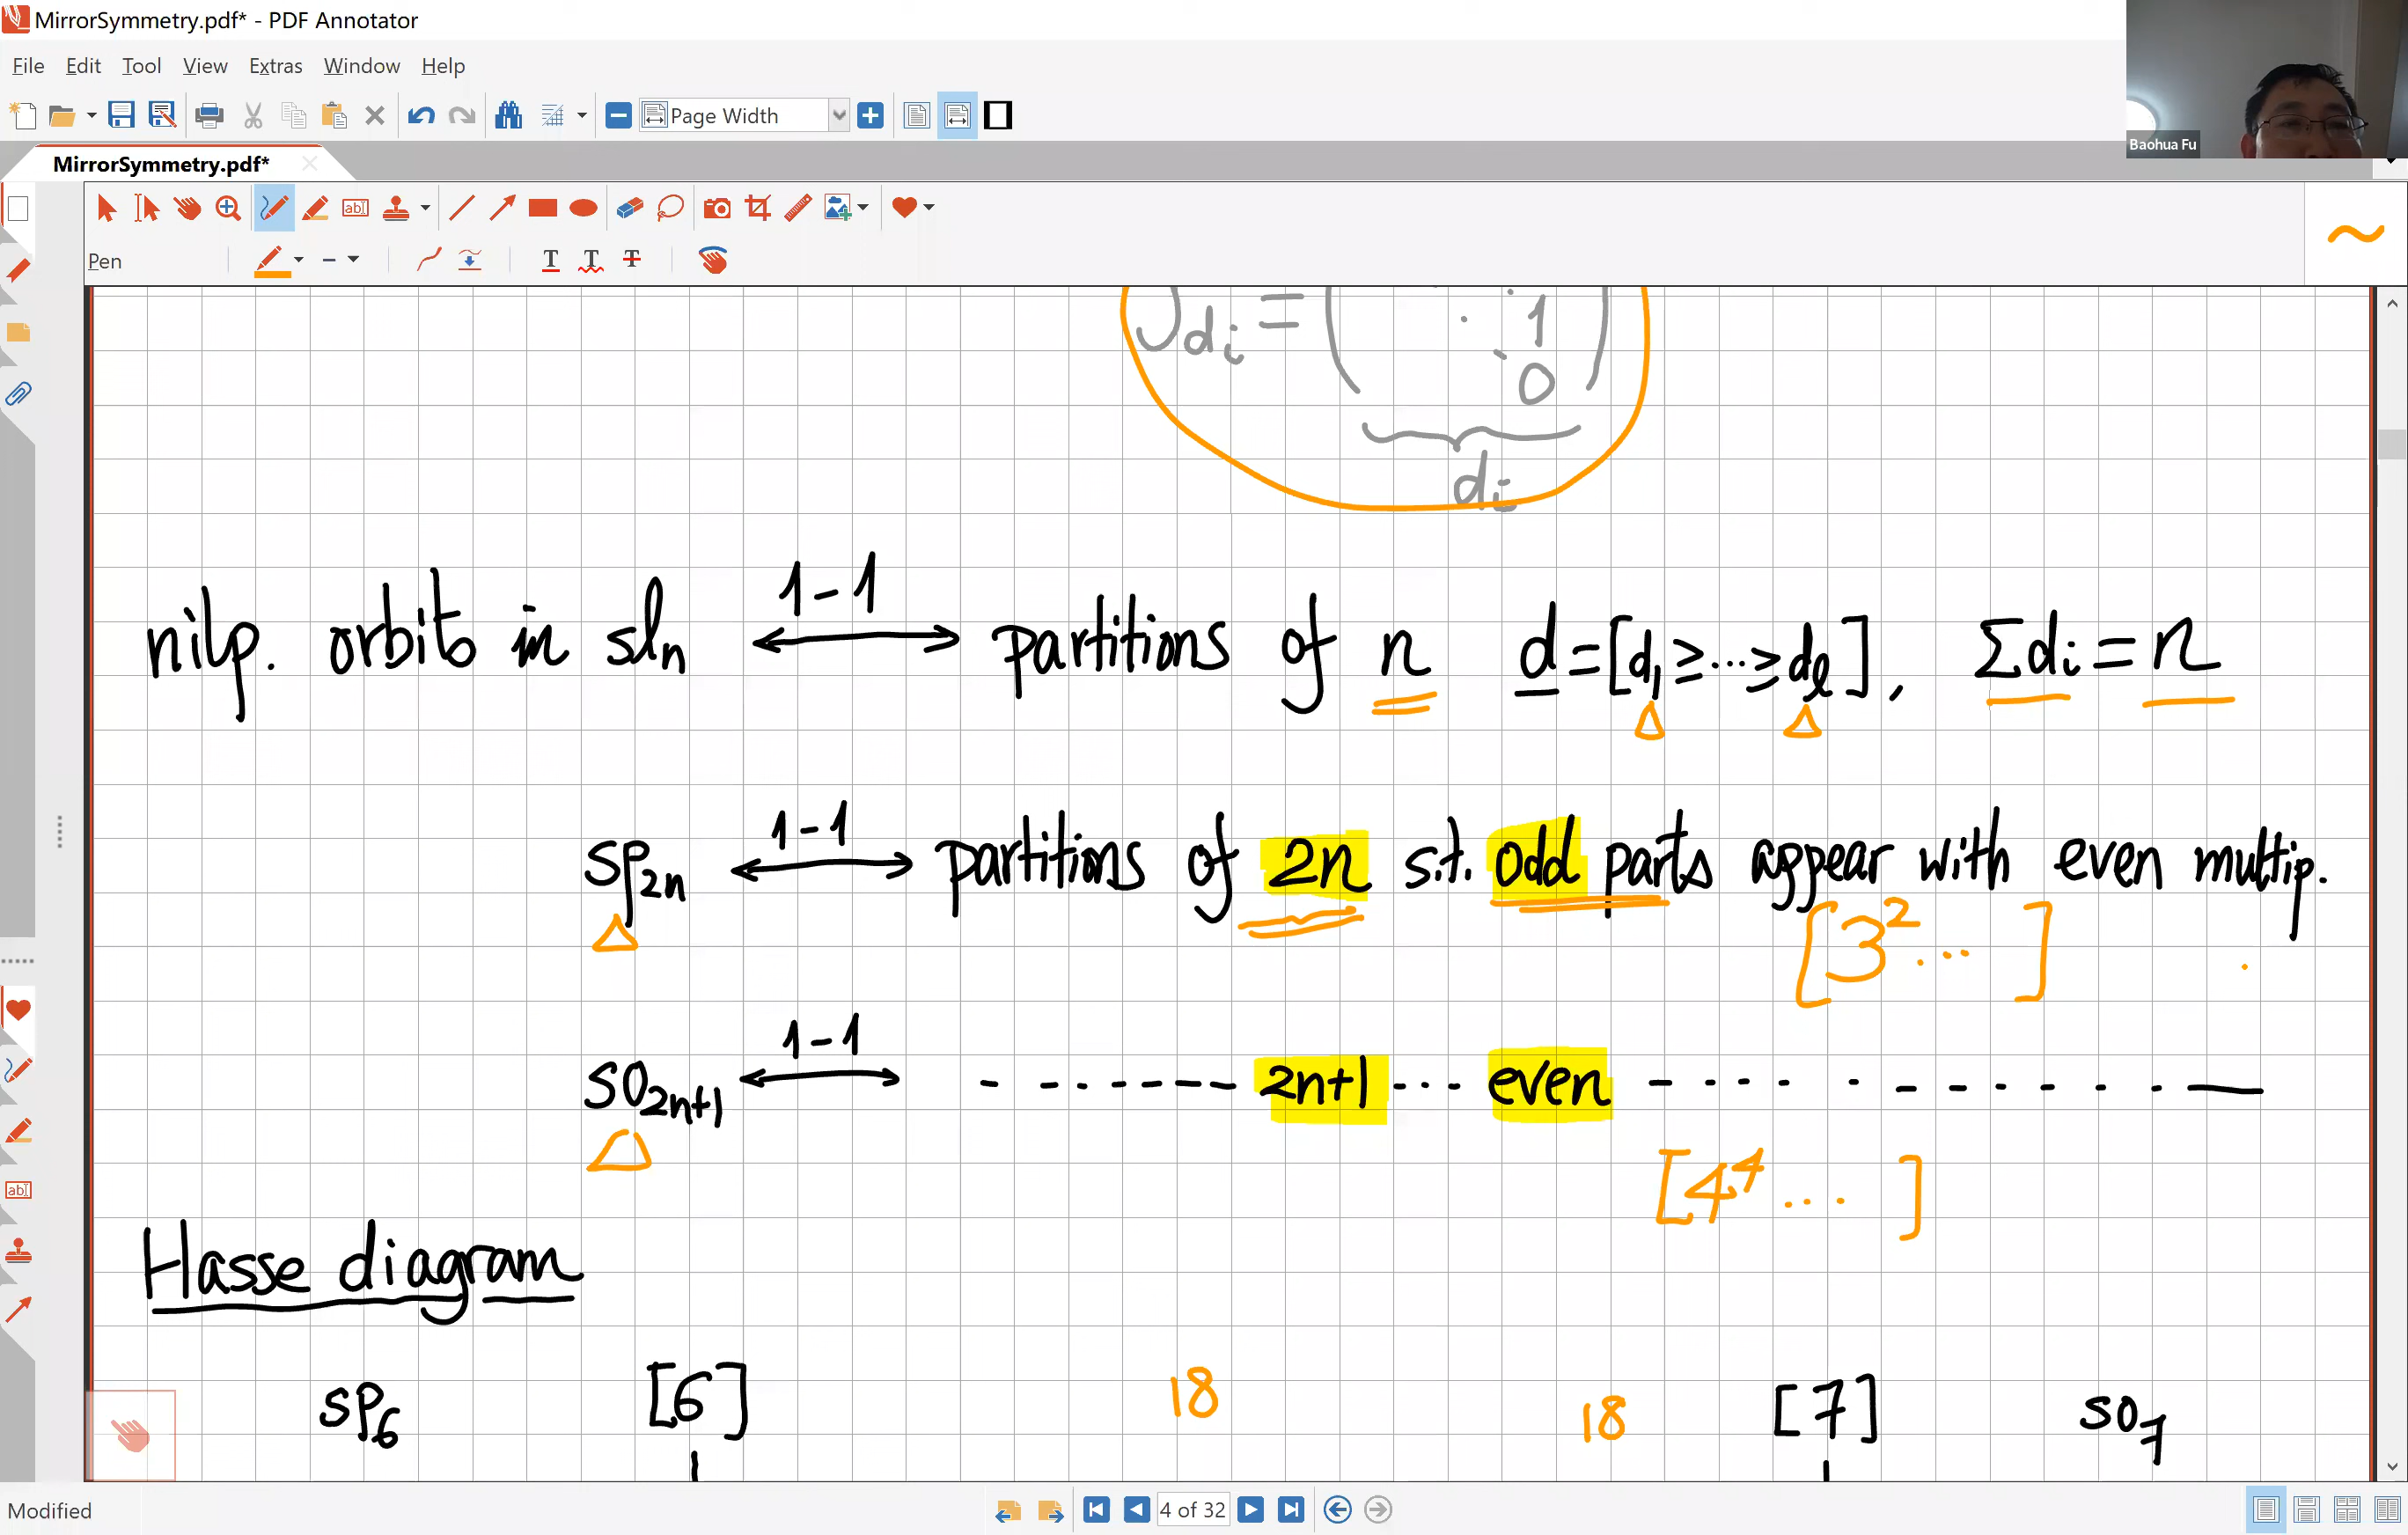 MirrorSymmetry.pdf* - PDF Annotator
File Edit Tool View Extras Window Help
Page Width
Baohua Fu
MirrorSymmetry.pdf*
Pen
J_{d_i} = ( ⋱ 1 0 )
d_i
nilp. orbits in sl_n ⟷ 1-1 partitions of n d = [d_1 ≥ ... ≥ d_l], Σd_i = n
sp_{2n} ⟷ 1-1 partitions of 2n s.t. odd parts appear with even multip.
[3^2 ... ]
so_{2n+1} ⟷ 1-1 - - - - - - - 2n+1 ... even - - - - - - - - -
[4^4 ... ]
Hasse diagram
sp_6 [6] 18 18 [7] so_7
Modified 4 of 32